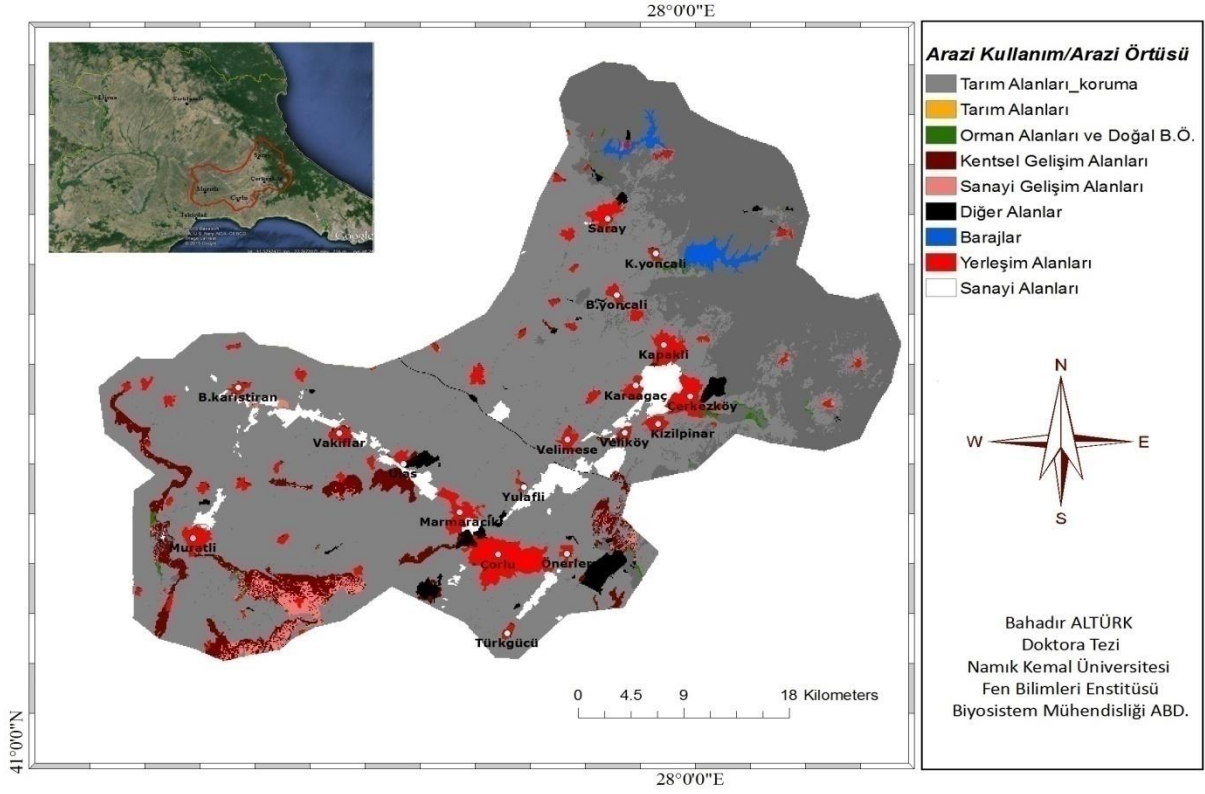 28°0'0"E
Google
Saray
K.yoncali
B.yoncali
Kapakli
B.karistiran
Karaagaç
Çerkezköy
Vakiflar
Velimese
Veliköy
Kizilpinar
Ulas
Yulafli
Marmaracik
Muratli
Çorlu
Önerler
Türkgücü
0 4.5 9 18 Kilometers
41°0'0"N
28°0'0"E
Arazi Kullanım/Arazi Örtüsü
Tarım Alanları_koruma
Tarım Alanları
Orman Alanları ve Doğal B.Ö.
Kentsel Gelişim Alanları
Sanayi Gelişim Alanları
Diğer Alanlar
Barajlar
Yerleşim Alanları
Sanayi Alanları
N
W E
S
Bahadır ALTÜRK
Doktora Tezi
Namık Kemal Üniversitesi
Fen Bilimleri Enstitüsü
Biyosistem Mühendisliği ABD.